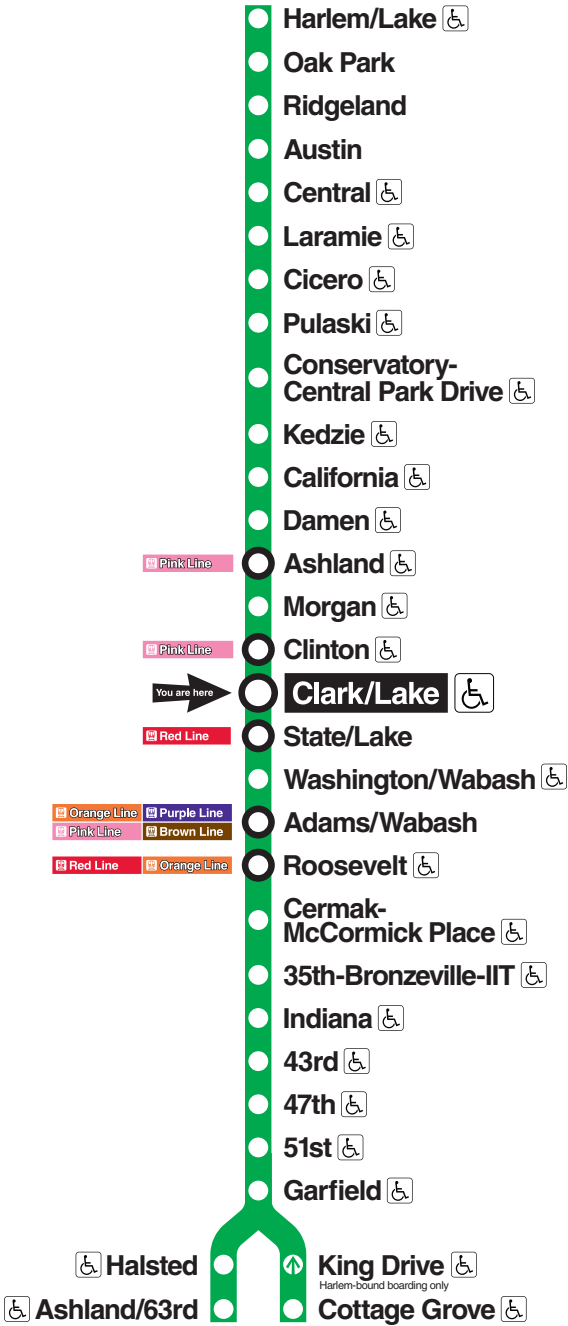 Harlem/Lake
Oak Park
Ridgeland
Austin
Central
Laramie
Cicero
Pulaski
Conservatory-
Central Park Drive
Kedzie
California
Damen
Pink Line
Ashland
Morgan
Pink Line
Clinton
You are here
Clark/Lake
Red Line
State/Lake
Washington/Wabash
Orange Line Purple Line
Pink Line Brown Line
Adams/Wabash
Red Line Orange Line
Roosevelt
Cermak-
McCormick Place
35th-Bronzeville-IIT
Indiana
43rd
47th
51st
Garfield
Halsted
King Drive
Harlem-bound boarding only
Ashland/63rd
Cottage Grove